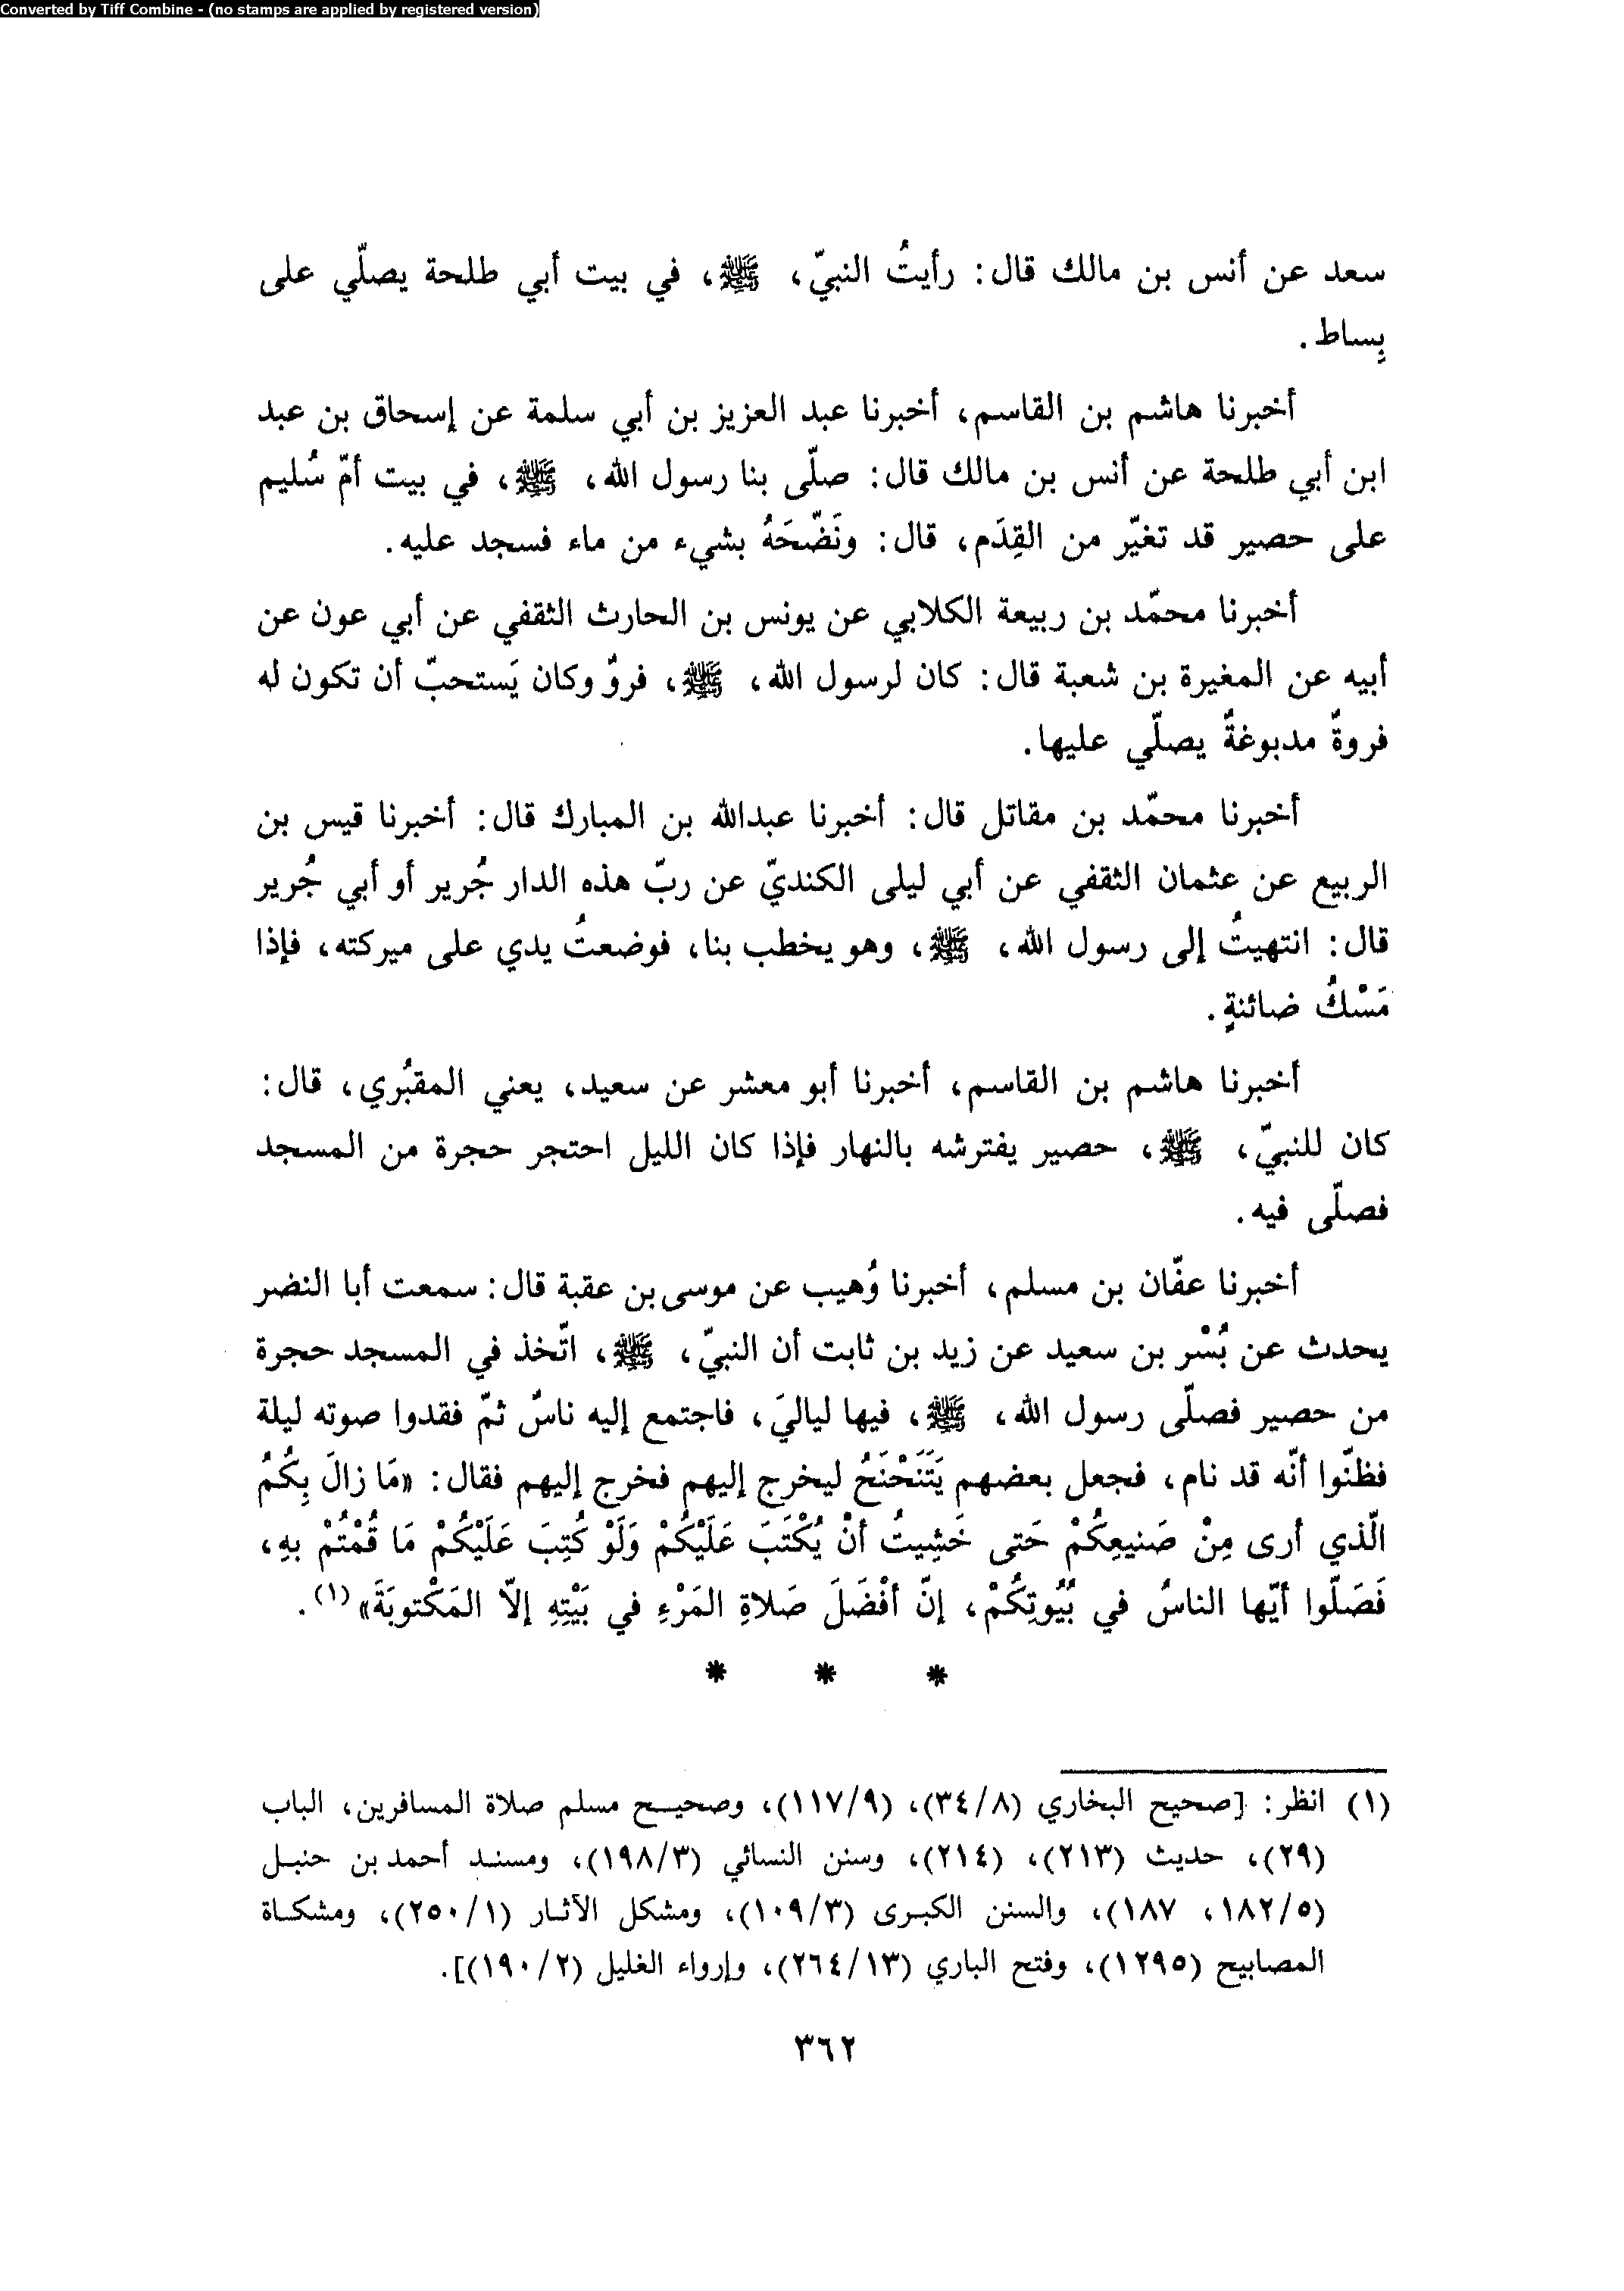 Converted by Tiff Combine - (no stamps are applied by registered version)
سعد عن أنس بن مالك قال: رأيتُ النبيّ، ﷺ، في بيت أبي طلحة يصلّي على
بِساط.
أخبرنا هاشم بن القاسم، أخبرنا عبد العزيز بن أبي سلمة عن إسحاق بن عبد
ابن أبي طلحة عن أنس بن مالك قال: صلّى بنا رسول الله، ﷺ، في بيت أمّ سُليم
على حصير قد تغيّر من القِدَم، قال: ونَضّحَهُ بشيء من ماء فسجد عليه.
أخبرنا محمّد بن ربيعة الكلابي عن يونس بن الحارث الثقفي عن أبي عون عن
أبيه عن المغيرة بن شعبة قال: كان لرسول الله، ﷺ، فروٌ وكان يَستحبّ أن تكون له
فروةٌ مدبوغةٌ يصلّي عليها.
أخبرنا محمّد بن مقاتل قال: أخبرنا عبدالله بن المبارك قال: أخبرنا قيس بن
الربيع عن عثمان الثقفي عن أبي ليلى الكنديّ عن ربّ هذه الدار جُرير أو أبي جُرير
قال: انتهيتُ إلى رسول الله، ﷺ، وهو يخطب بنا، فوضعتُ يدي على ميركته، فإذا
مَسْكُ ضائنةٍ.
أخبرنا هاشم بن القاسم، أخبرنا أبو معشر عن سعيد، يعني المقبُري، قال:
كان للنبيّ، ﷺ، حصير يفترشه بالنهار فإذا كان الليل احتجر حجرة من المسجد
فصلّى فيه.
أخبرنا عفّان بن مسلم، أخبرنا وُهيب عن موسى بن عقبة قال: سمعت أبا النضر
يحدث عن بُسْر بن سعيد عن زيد بن ثابت أن النبيّ، ﷺ، اتّخذ في المسجد حجرة
من حصير فصلّى رسول الله، ﷺ، فيها لياليَ، فاجتمع إليه ناسٌ ثمّ فقدوا صوته ليلة
فظنّوا أنّه قد نام، فجعل بعضهم يَتَنَحْنَحُ ليخرج إليهم فخرج إليهم فقال: «مَا زالَ بِكُمُ
الّذي أرى مِنْ صَنيعِكُمْ حَتى خَشِيتُ أنْ يُكْتَبَ عَلَيْكُمْ وَلَوْ كُتِبَ عَلَيْكُمْ مَا قُمْتُمْ بهِ،
فَصَلّوا أيّها الناسُ في بُيُوتِكُمْ، إنّ أفْضَلَ صَلاةِ المَرْءِ في بَيْتِهِ إلاّ المَكْتوبَةَ» (١).
* * *
(١) انظر: [صحيح البخاري (٣٤/٨)، (١١٧/٩)، وصحيح مسلم صلاة المسافرين، الباب
(٢٩)، حديث (٢١٣)، (٢١٤)، وسنن النسائي (١٩٨/٣)، ومسند أحمد بن حنبل
(١٨٢/٥، ١٨٧)، والسنن الكبرى (١٠٩/٣)، ومشكل الآثار (٢٥٠/١)، ومشكاة
المصابيح (١٢٩٥)، وفتح الباري (٢٦٤/١٣)، وإرواء الغليل (١٩٠/٢)].
٣٦٢